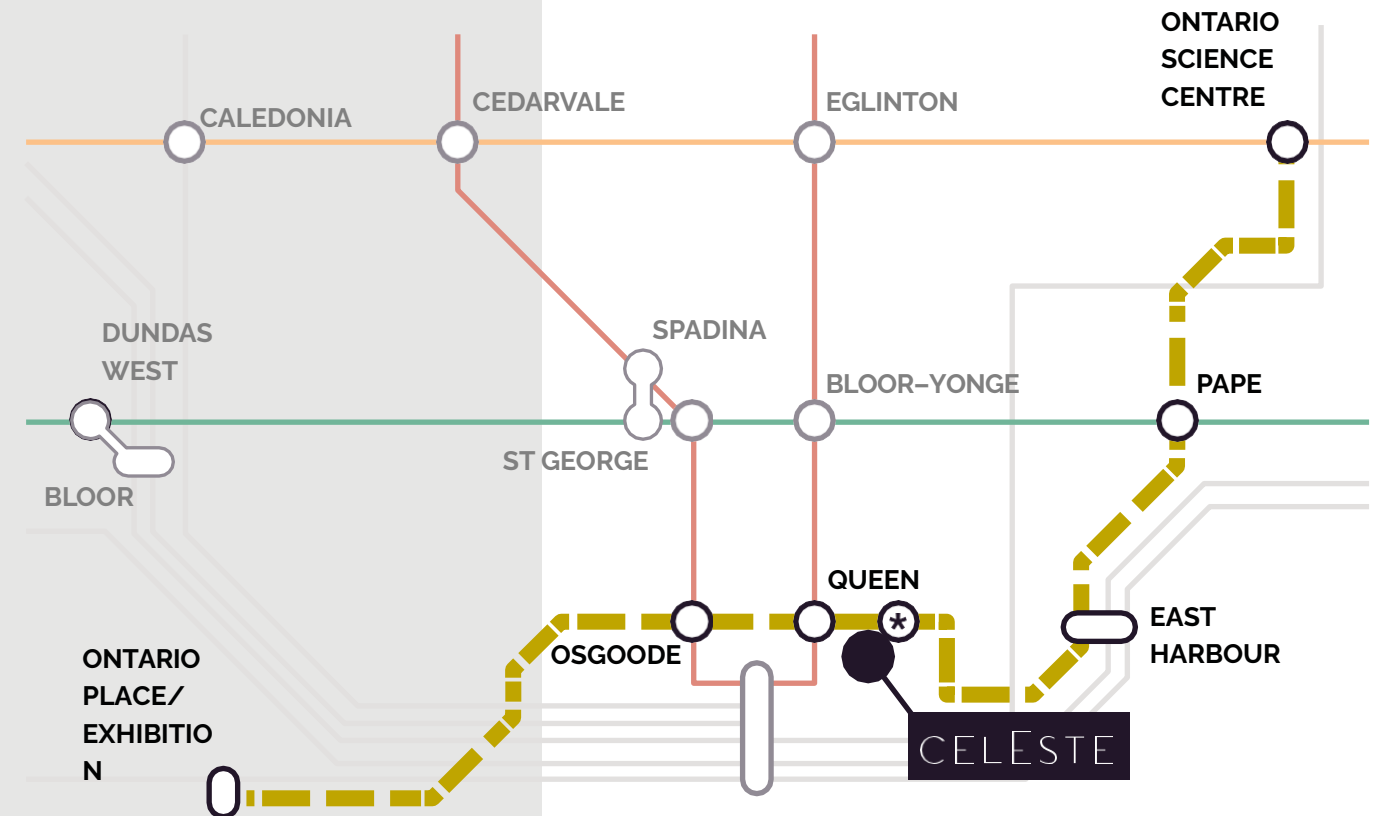 ONTARIO
SCIENCE
CENTRE
CEDARVALE
EGLINTON
CALEDONIA
DUNDAS
WEST
SPADINA
BLOOR–YONGE
PAPE
ST GEORGE
BLOOR
QUEEN
*
EAST
HARBOUR
OSGOODE
ONTARIO
PLACE/
EXHIBITIO
N
CELESTE